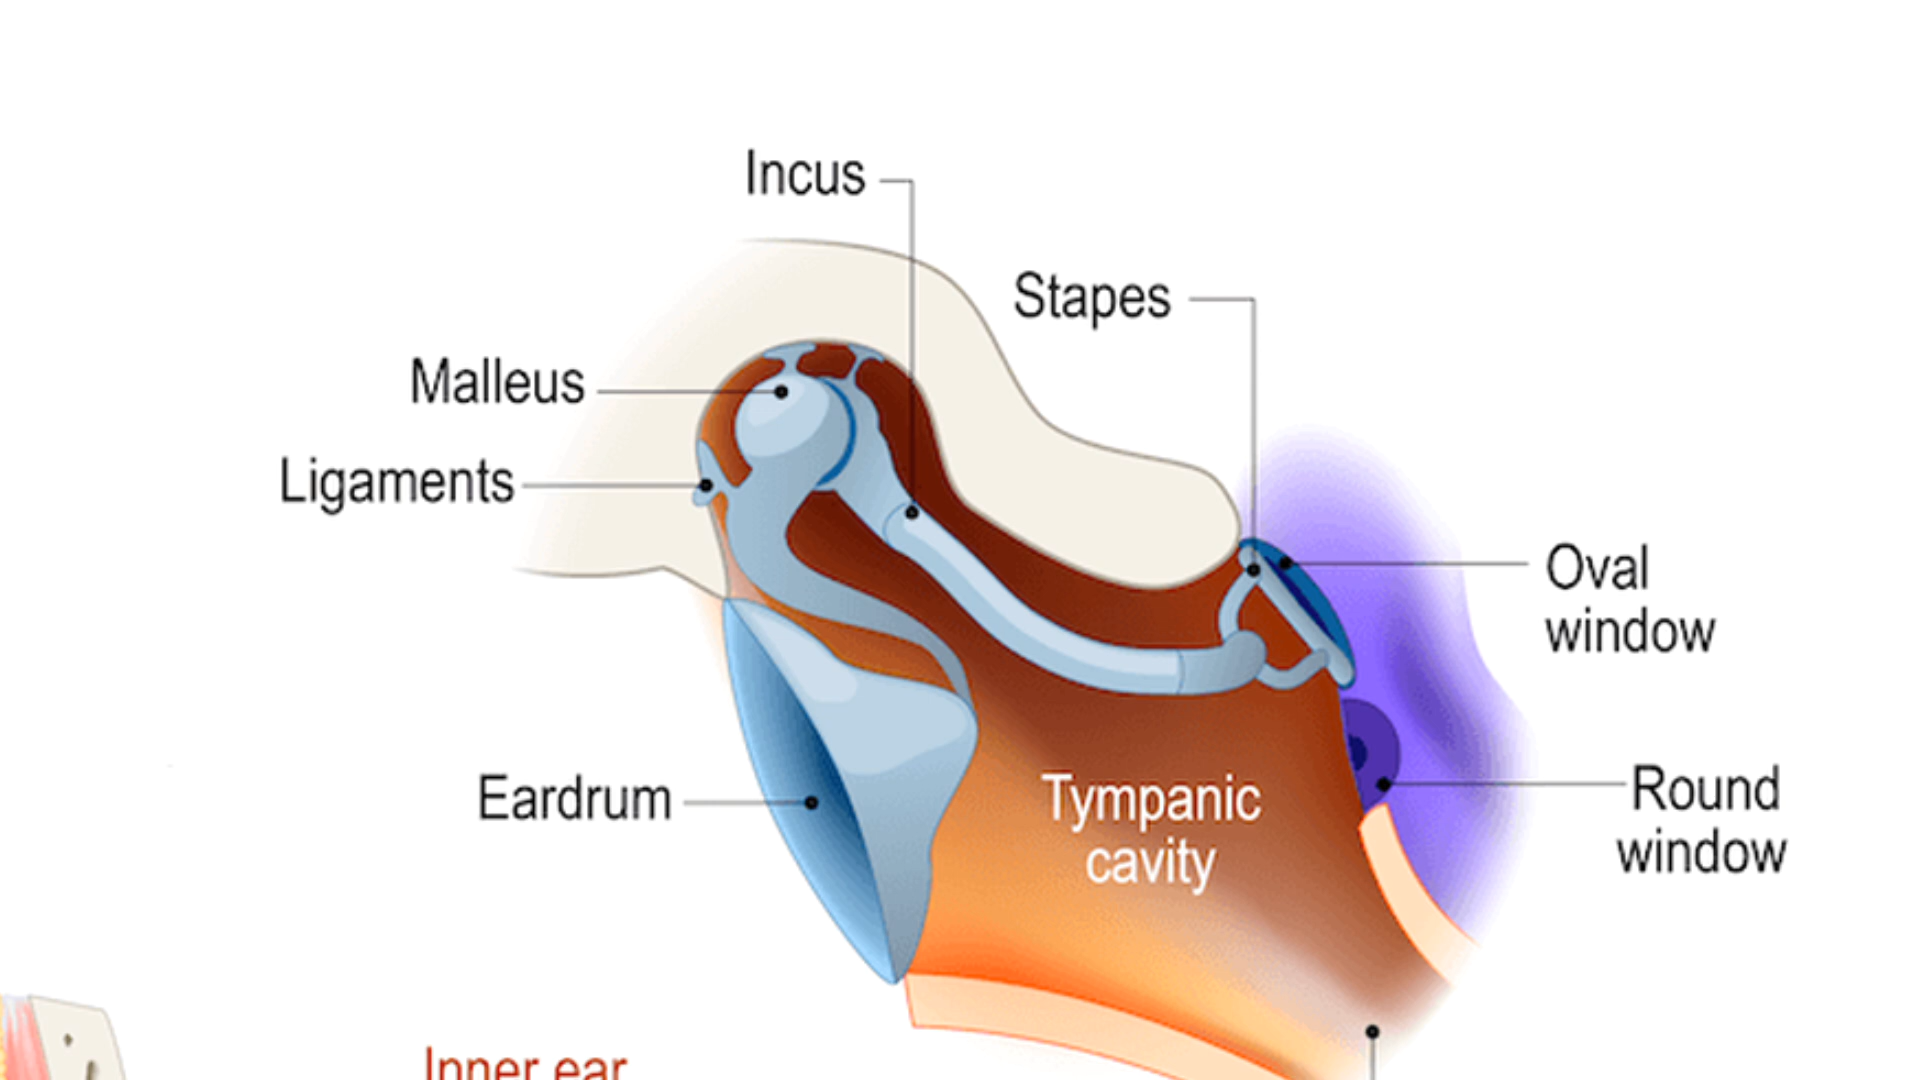 Incus
Stapes
Malleus
Ligaments
Oval
window
Eardrum
Tympanic
cavity
Round
window
Inner ear